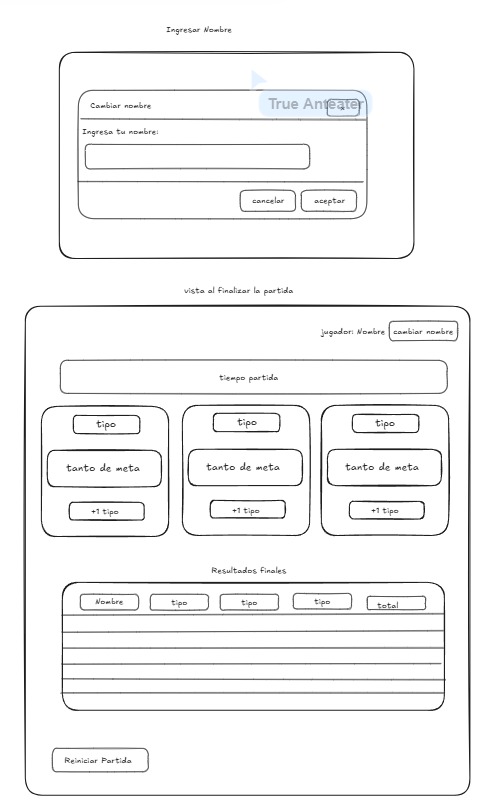 Ingresar Nombre
True Anteater
Cambiar nombre
x
Ingresa tu nombre:
cancelar
aceptar
vista al finalizar la partida
jugador: Nombre
cambiar nombre
tiempo partida
tipo
tipo
tipo
tanto de meta
tanto de meta
tanto de meta
+1 tipo
+1 tipo
+1 tipo
Resultados finales
Nombre
tipo
tipo
tipo
total
Reiniciar Partida